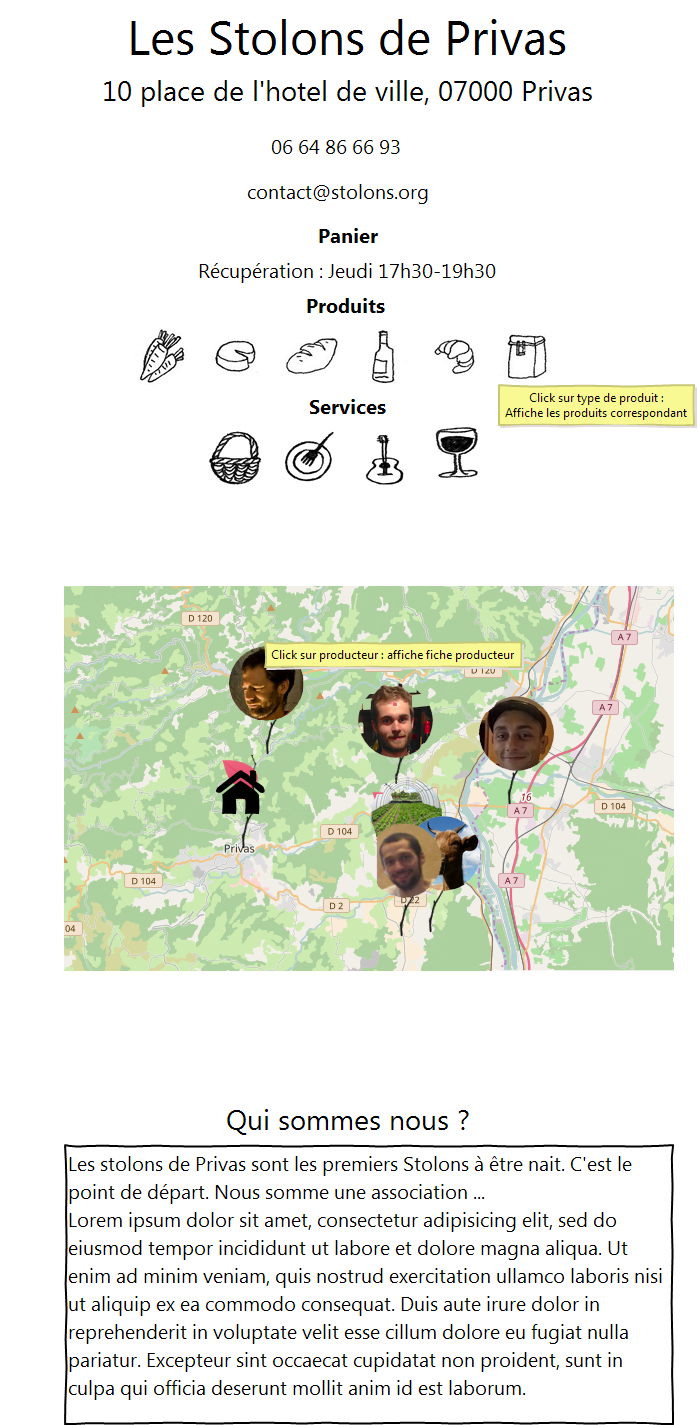 Les Stolons de Privas
10 place de l'hotel de ville, 07000 Privas
06 64 86 66 93
contact@stolons.org
Panier
Récupération : Jeudi 17h30-19h30
Produits
Click sur type de produit :
Affiche les produits correspondant
Services
D 120
A 7
Click sur producteur : affiche fiche producteur
D 120
A 7
16
D 104
A 7
D 104
Privas
D 104
A 7
D 2
D 22
04
Qui sommes nous ?
Les stolons de Privas sont les premiers Stolons à être nait. C'est le
point de départ. Nous somme une association ...
Lorem ipsum dolor sit amet, consectetur adipisicing elit, sed do
eiusmod tempor incididunt ut labore et dolore magna aliqua. Ut
enim ad minim veniam, quis nostrud exercitation ullamco laboris nisi
ut aliquip ex ea commodo consequat. Duis aute irure dolor in
reprehenderit in voluptate velit esse cillum dolore eu fugiat nulla
pariatur. Excepteur sint occaecat cupidatat non proident, sunt in
culpa qui officia deserunt mollit anim id est laborum.